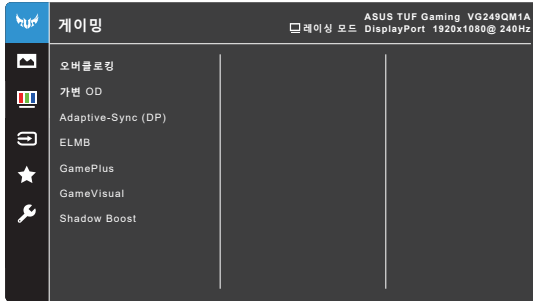 게이밍
ASUS TUF Gaming VG249QM1A
레이싱 모드 DisplayPort 1920x1080@ 240Hz
오버클로킹
가변 OD
Adaptive-Sync (DP)
ELMB
GamePlus
GameVisual
Shadow Boost